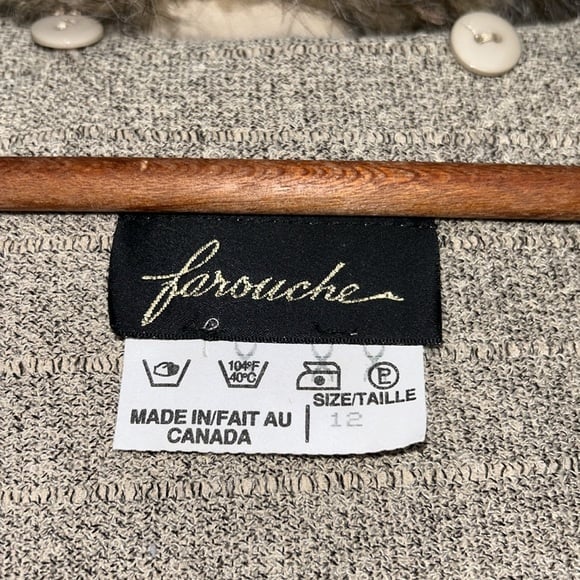 farouche
104°F
40°C
P
SIZE/TAILLE
MADE IN/FAIT AU
CANADA
12